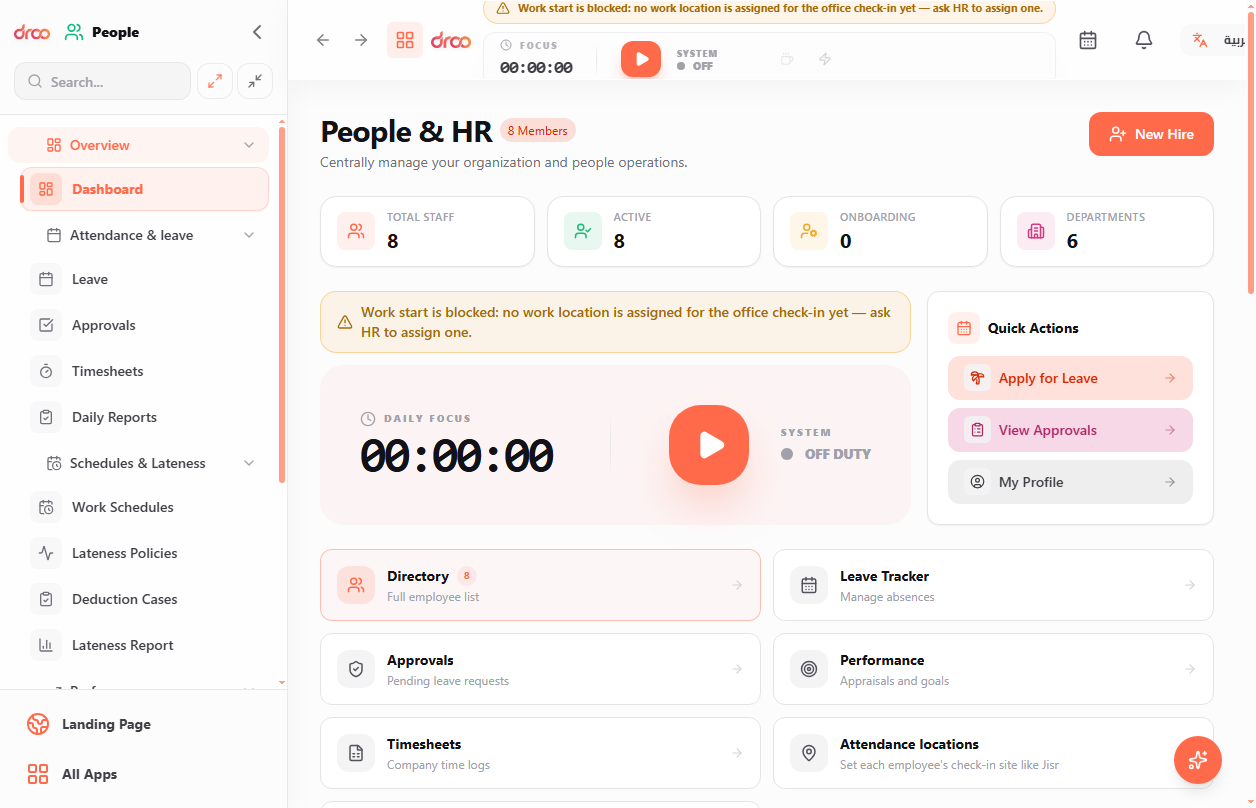 droo People
Search...
Overview
Dashboard
Attendance & leave
Leave
Approvals
Timesheets
Daily Reports
Schedules & Lateness
Work Schedules
Lateness Policies
Deduction Cases
Lateness Report
Landing Page
All Apps
Work start is blocked: no work location is assigned for the office check-in yet — ask HR to assign one.
droo
FOCUS
00:00:00
SYSTEM
OFF
People & HR
8 Members
Centrally manage your organization and people operations.
New Hire
TOTAL STAFF
8
ACTIVE
8
ONBOARDING
0
DEPARTMENTS
6
Work start is blocked: no work location is assigned for the office check-in yet — ask
HR to assign one.
DAILY FOCUS
00:00:00
SYSTEM
OFF DUTY
Quick Actions
Apply for Leave
View Approvals
My Profile
Directory 8
Full employee list
Leave Tracker
Manage absences
Approvals
Pending leave requests
Performance
Appraisals and goals
Timesheets
Company time logs
Attendance locations
Set each employee's check-in site like Jisr